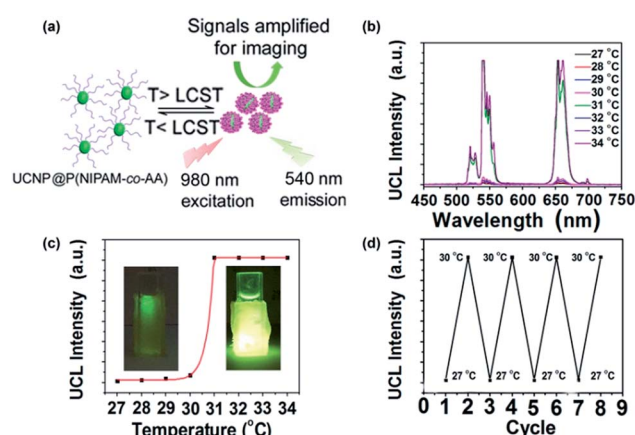 (a)
Signals amplified
for imaging
T> LCST
T< LCST
UCNP@P(NIPAM-co-AA)
980 nm
excitation
540 nm
emission
(b)
UCL Intensity (a.u.)
27 °C
28 °C
29 °C
30 °C
31 °C
32 °C
33 °C
34 °C
450 500 550 600 650 700 750
Wavelength (nm)
(c)
UCL Intensity (a.u.)
27 28 29 30 31 32 33 34
Temperature (°C)
(d)
UCL Intensity (a.u.)
30 °C 30 °C 30 °C 30 °C
27 °C 27 °C 27 °C 27 °C
0 1 2 3 4 5 6 7 8 9
Cycle